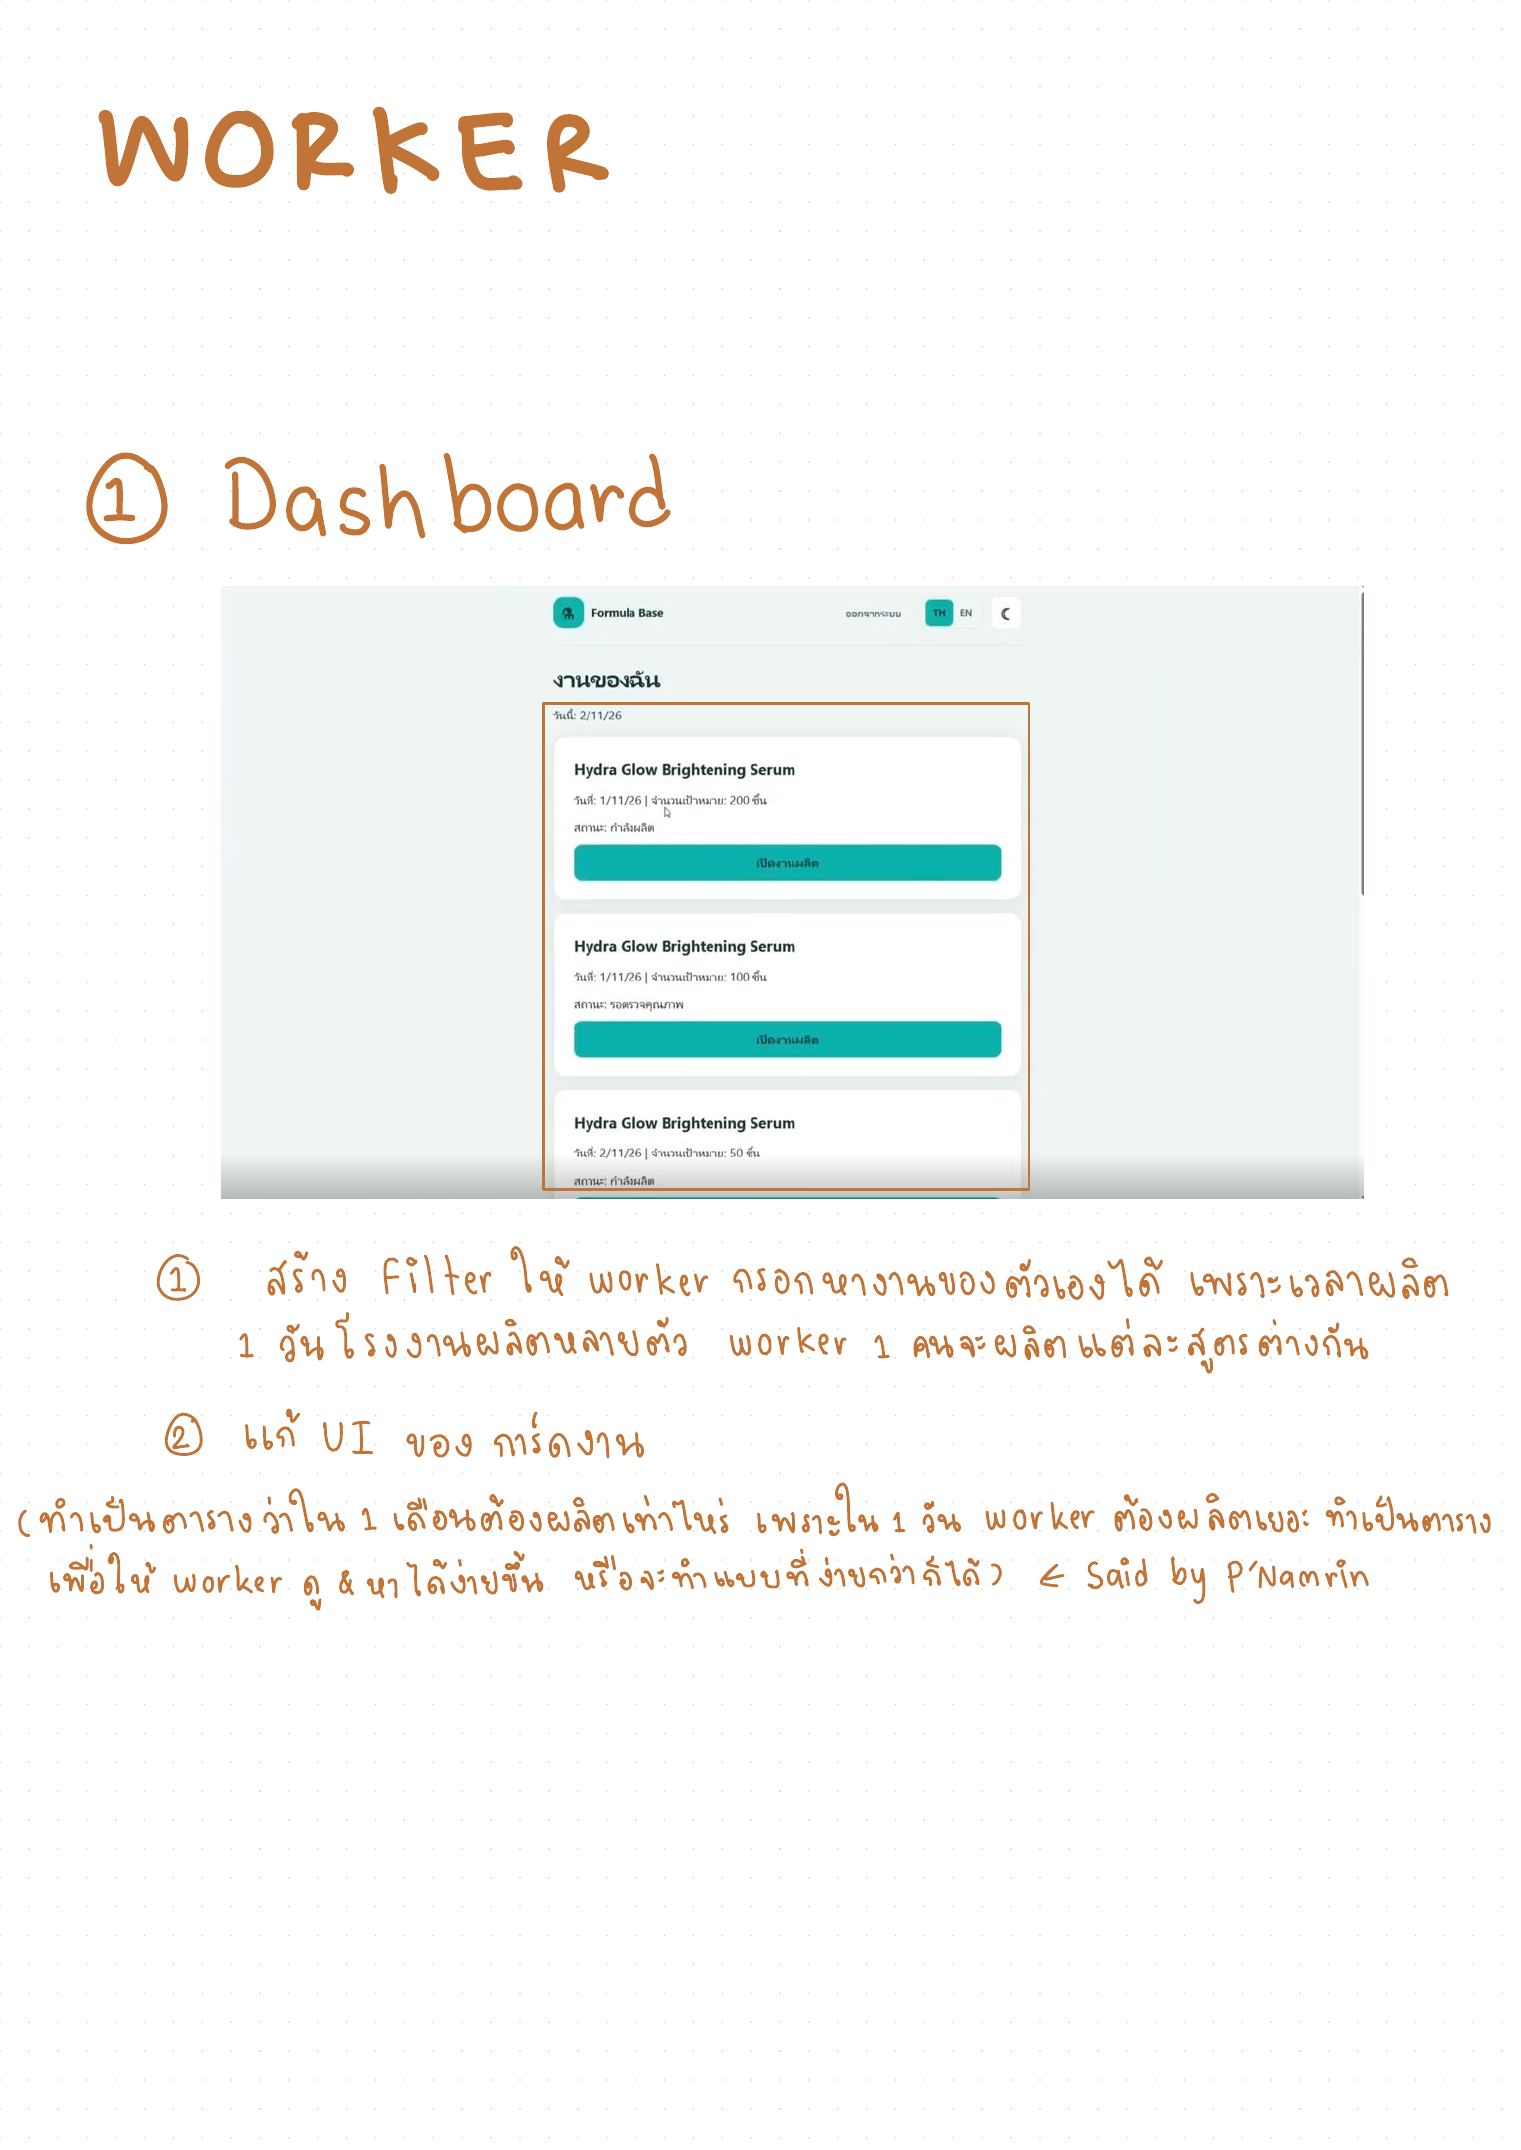 WORKER
① Dashboard
Formula Base ออกจากระบบ TH EN
งานของฉัน
วันนี้: 2/11/26
Hydra Glow Brightening Serum
วันที่: 1/11/26 | จำนวนเป้าหมาย: 200 ชิ้น
สถานะ: กำลังผลิต
เปิดงานผลิต
Hydra Glow Brightening Serum
วันที่: 1/11/26 | จำนวนเป้าหมาย: 100 ชิ้น
สถานะ: รอตรวจคุณภาพ
เปิดงานผลิต
Hydra Glow Brightening Serum
วันที่: 2/11/26 | จำนวนเป้าหมาย: 50 ชิ้น
สถานะ: กำลังผลิต
① สร้าง Filter ให้ worker กรอกหางานของตัวเองได้ เพราะเวลาผลิต
1 วันโรงงานผลิตหลายตัว worker 1 คนจะผลิตแต่ละสูตรต่างกัน
② แก้ UI ของ การ์ดงาน
(ทำเป็นตารางว่าใน 1 เดือนต้องผลิตเท่าไหร่ เพราะใน 1 วัน worker ต้องผลิตเยอะ ทำเป็นตาราง
เพื่อให้ worker ดู & หาได้ง่ายขึ้น หรือจะทำแบบที่ง่ายกว่าก็ได้) ← Said by P'Namrin